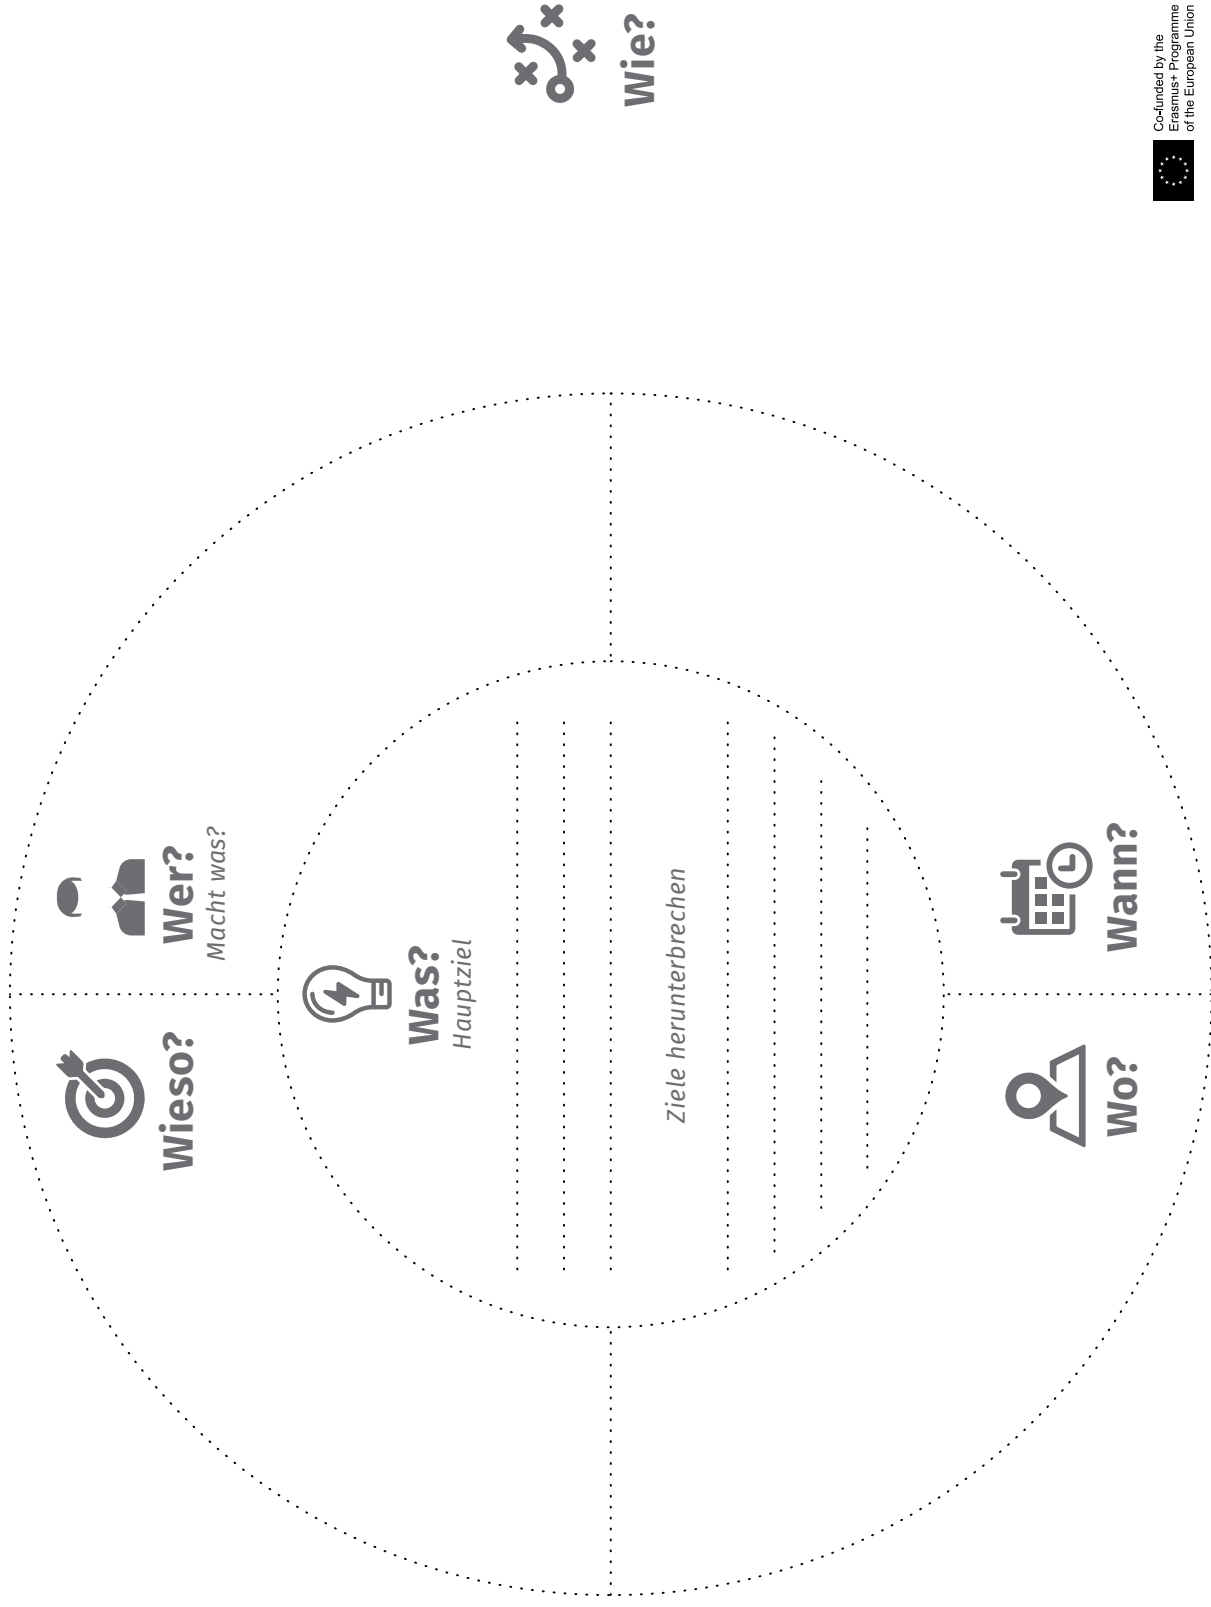 Wieso?
Wer?
Macht was?
Was?
Hauptziel
Ziele herunterbrechen
Wo?
Wann?
Wie?
Co-funded by the
Erasmus+ Programme
of the European Union